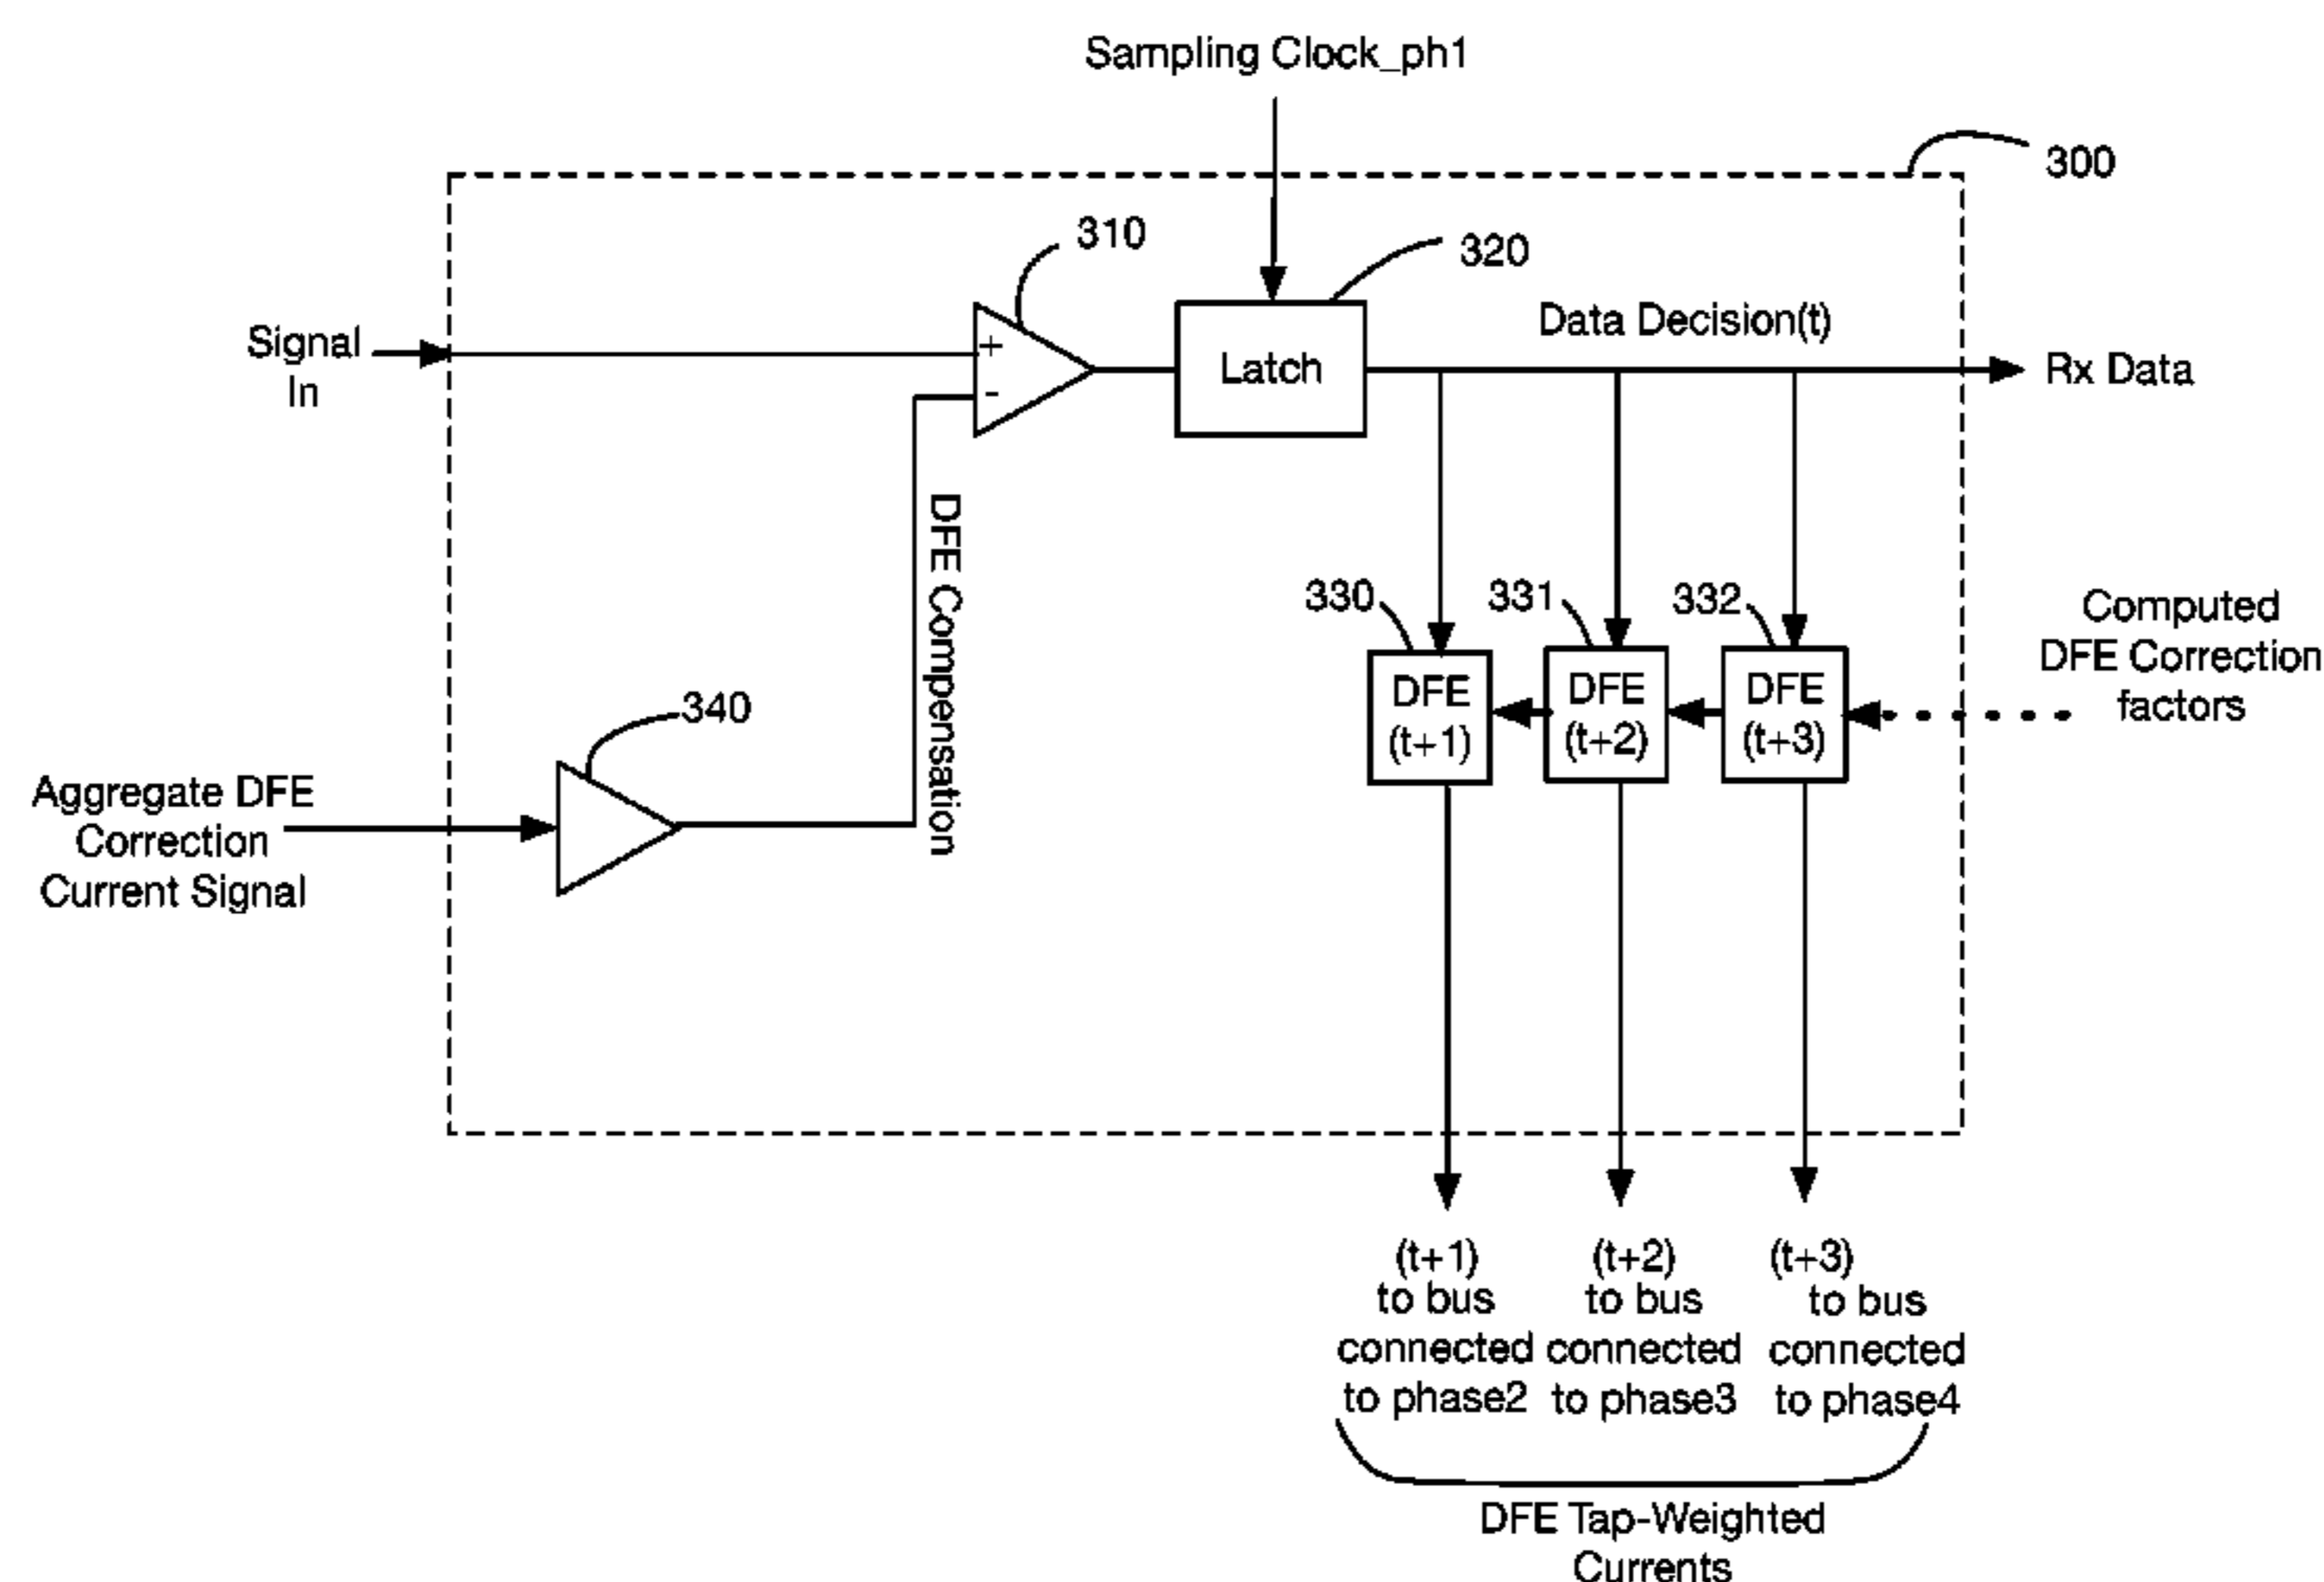 Sampling Clock_ph1
300
310
320
Signal
In
+
-
Latch
Data Decision(t)
Rx Data
DFE Compensation
330
331
332
DFE
(t+1)
DFE
(t+2)
DFE
(t+3)
Computed
DFE Correction
factors
340
Aggregate DFE
Correction
Current Signal
(t+1)
to bus
connected
to phase2
(t+2)
to bus
connected
to phase3
(t+3)
to bus
connected
to phase4
DFE Tap-Weighted
Currents